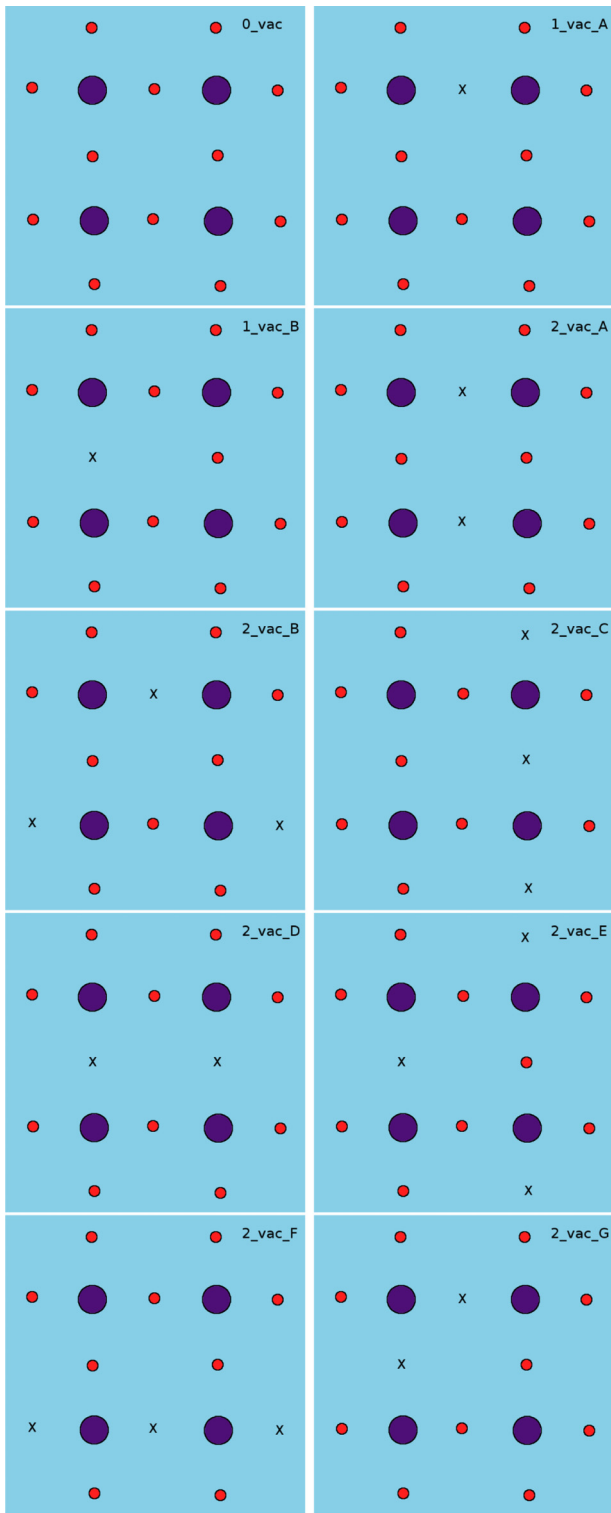 0_vac
1_vac_A
x
1_vac_B
x
2_vac_A
x
x
2_vac_B
x
x
x
2_vac_C
x
x
x
2_vac_D
x
x
2_vac_E
x
x
x
2_vac_F
x
x
x
2_vac_G
x
x